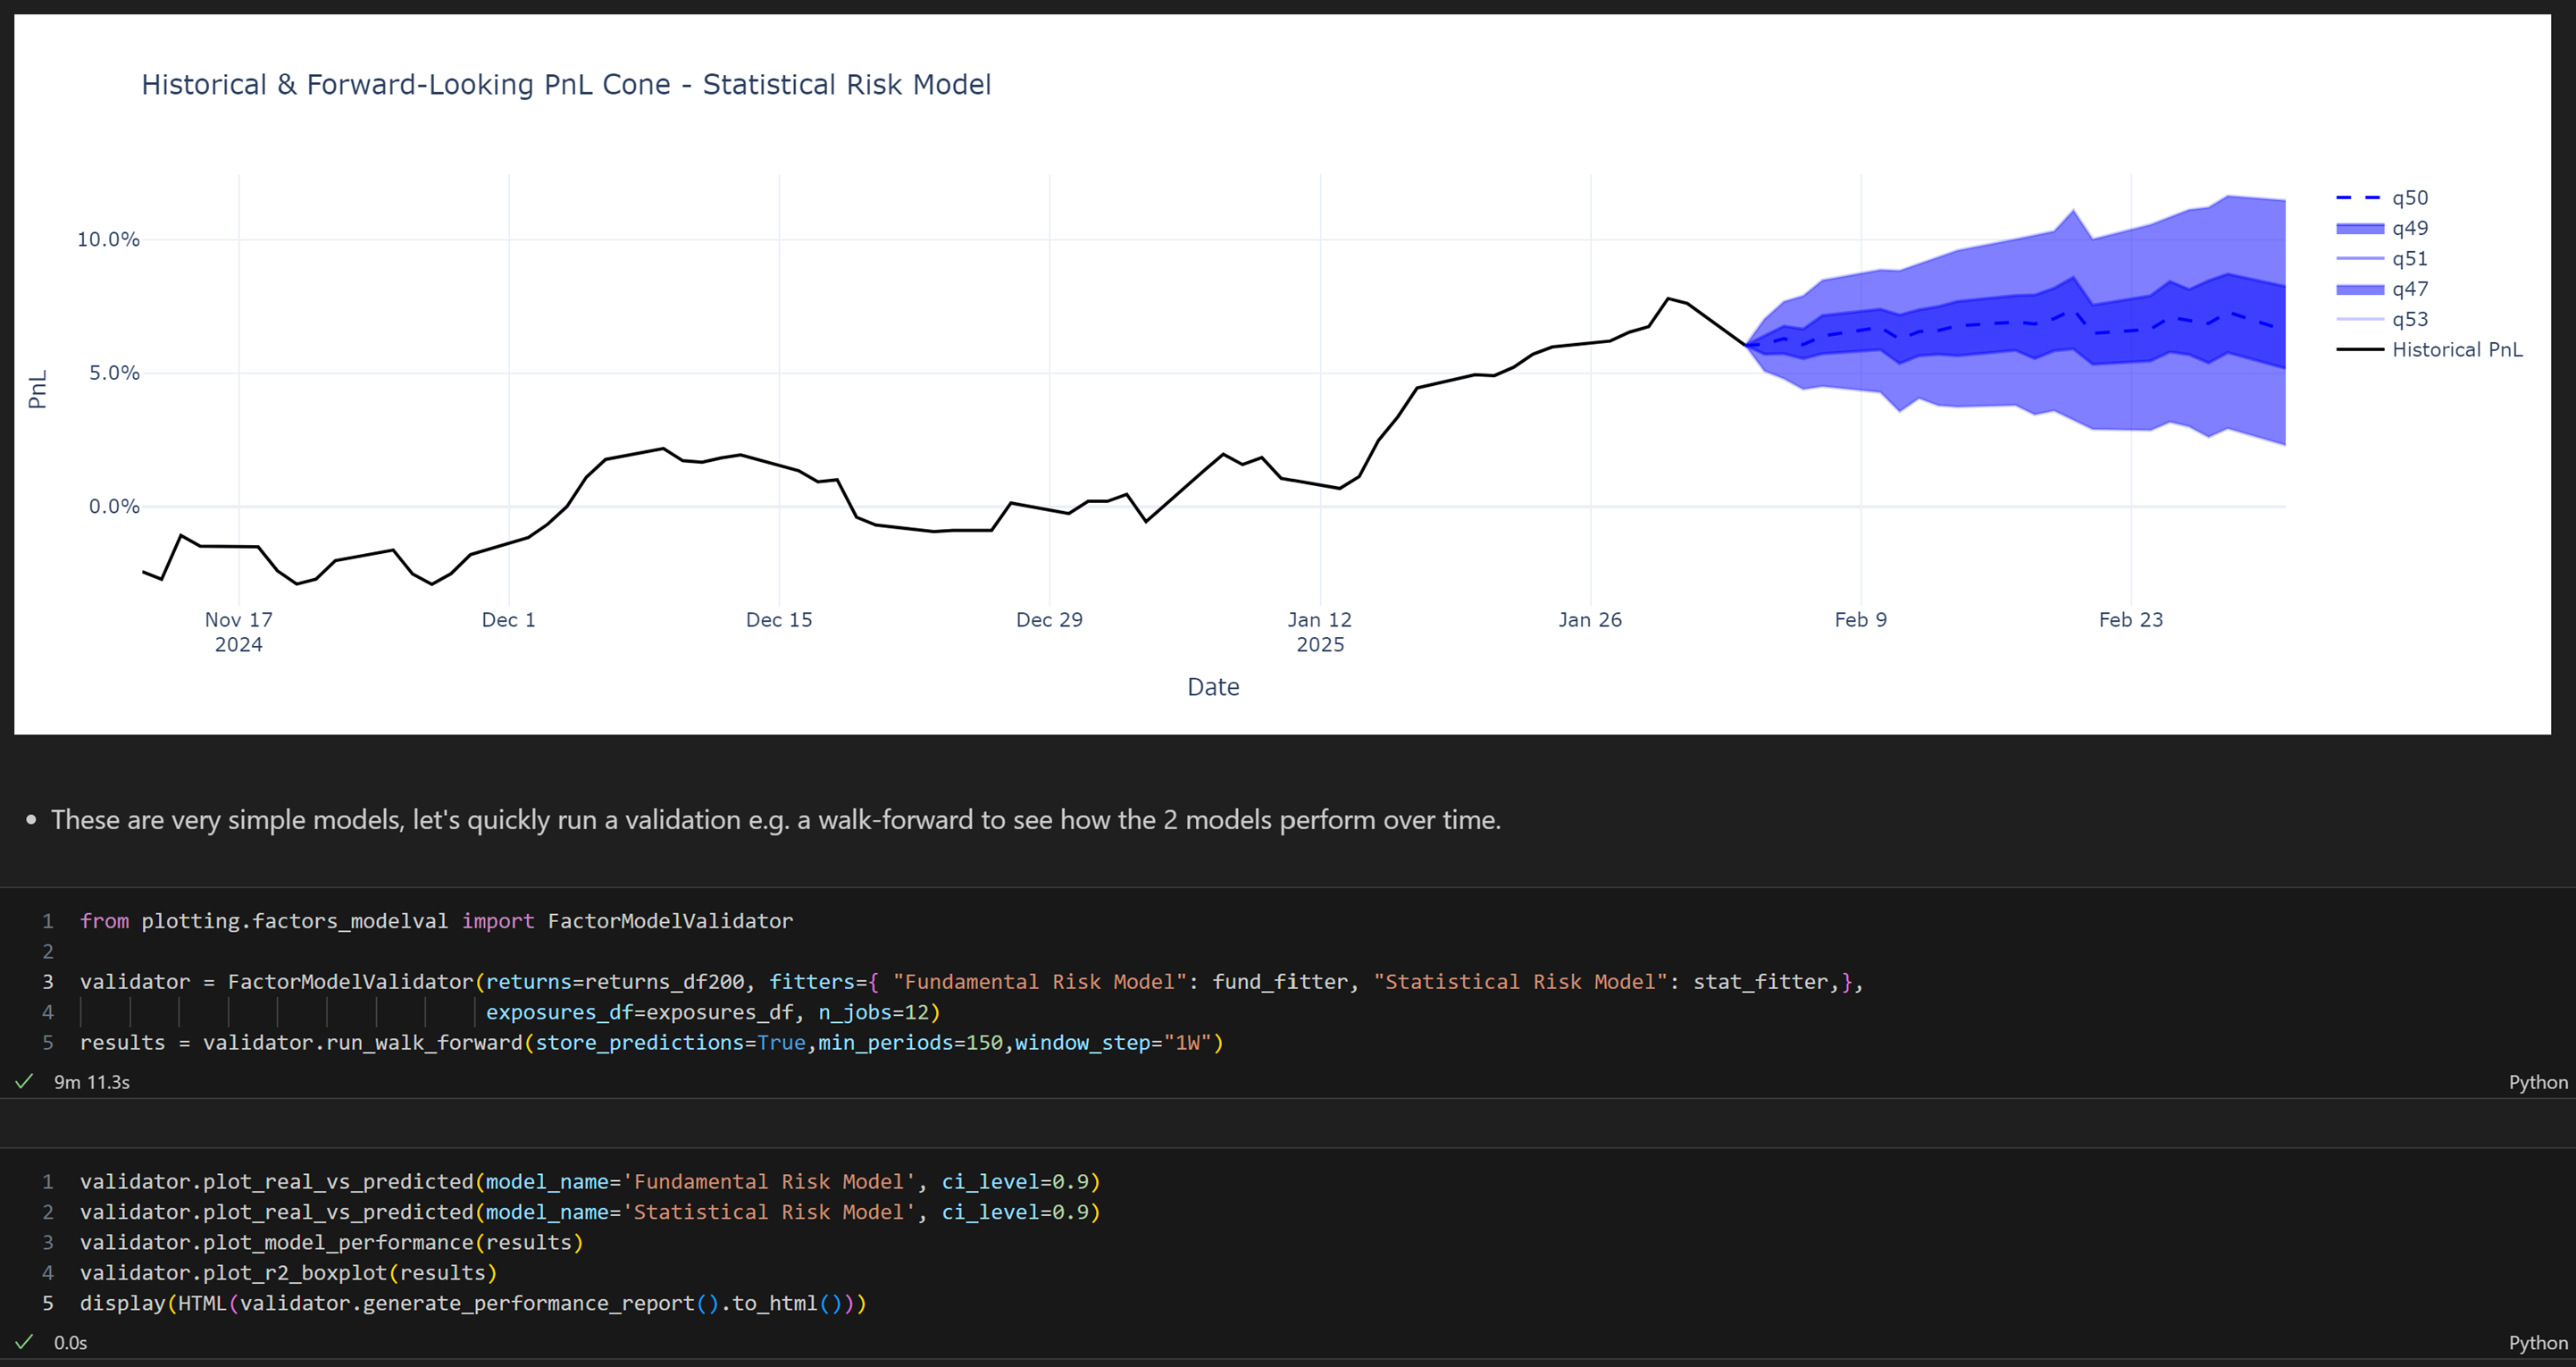 Historical & Forward-Looking PnL Cone - Statistical Risk Model
10.0%
5.0%
0.0%
PnL
Nov 17
2024
Dec 1
Dec 15
Dec 29
Jan 12
2025
Jan 26
Feb 9
Feb 23
Date
q50
q49
q51
q47
q53
Historical PnL
• These are very simple models, let's quickly run a validation e.g. a walk-forward to see how the 2 models perform over time.
1 from plotting.factors_modelval import FactorModelValidator
2
3 validator = FactorModelValidator(returns=returns_df200, fitters={ "Fundamental Risk Model": fund_fitter, "Statistical Risk Model": stat_fitter,},
4 exposures_df=exposures_df, n_jobs=12)
5 results = validator.run_walk_forward(store_predictions=True,min_periods=150,window_step="1W")
9m 11.3s
Python
1 validator.plot_real_vs_predicted(model_name='Fundamental Risk Model', ci_level=0.9)
2 validator.plot_real_vs_predicted(model_name='Statistical Risk Model', ci_level=0.9)
3 validator.plot_model_performance(results)
4 validator.plot_r2_boxplot(results)
5 display(HTML(validator.generate_performance_report().to_html()))
0.0s
Python